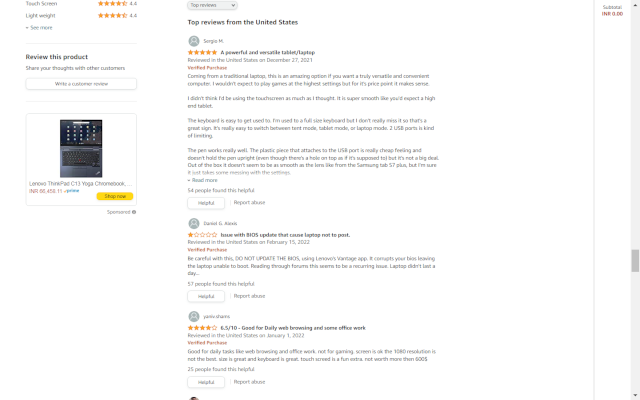 Touch Screen 4.4
Light weight 4.4
See more
Review this product
Share your thoughts with other customers
Write a customer review
Lenovo ThinkPad C13 Yoga Chromebook,...
INR 66,456.11 prime
Shop now
Sponsored
Top reviews
Top reviews from the United States
Sergio M.
A powerful and versatile tablet/laptop
Reviewed in the United States on December 27, 2021
Verified Purchase
Coming from a traditional laptop, this is an amazing option if you want a truly versatile and convenient
computer. I wouldn't expect to play games at the highest settings but for it's price point it makes sense.
I didn't think I'd be using the touchscreen as much as I thought. It is super smooth like you'd expect a high
end tablet.
The keyboard is easy to get used to. I'm used to a full size keyboard but I don't really miss it so that's a
great sign. It's really easy to switch between tent mode, tablet mode, or laptop mode. 2 USB ports is kind
of limiting.
The pen works really well. The plastic piece that attaches to the USB port is really cheap feeling and
doesn't hold the pen upright (even though there's a hole on top as if it's supposed to) but it's not a big deal.
Out of the box it doesn't seem to be as smooth as the lens like from the Samsung tab S7 plus, but I'm sure
it just takes some messing with the settings
Read more
54 people found this helpful
Helpful Report abuse
Daniel G. Alexis
Issue with BIOS update that cause laptop not to post.
Reviewed in the United States on February 15, 2022
Verified Purchase
Be careful with this, DO NOT UPDATE THE BIOS, using Lenovo's Vantage app. It corrupts your bios leaving
the laptop unable to boot. Reading through forums this seems to be a recurring issue. Laptop didn't last a
day...
57 people found this helpful
Helpful Report abuse
yaniv shams
6.5/10 - Good for Daily web browsing and some office work
Reviewed in the United States on January 1, 2022
Verified Purchase
Good for daily tasks like web browsing and office work. not for gaming. screen is ok the 1080 resolution is
not the best. size is great and keyboard is great. touch screed is a fun extra. not worth more then 600$
25 people found this helpful
Helpful Report abuse
Subtotal
INR 0.00